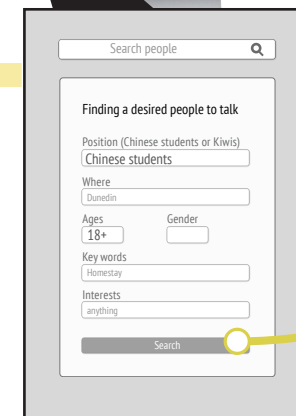 Search people
Finding a desired people to talk
Position (Chinese students or Kiwis)
Chinese students
Where
Dunedin
Ages Gender
18+
Key words
Homestay
Interests
anything
Search